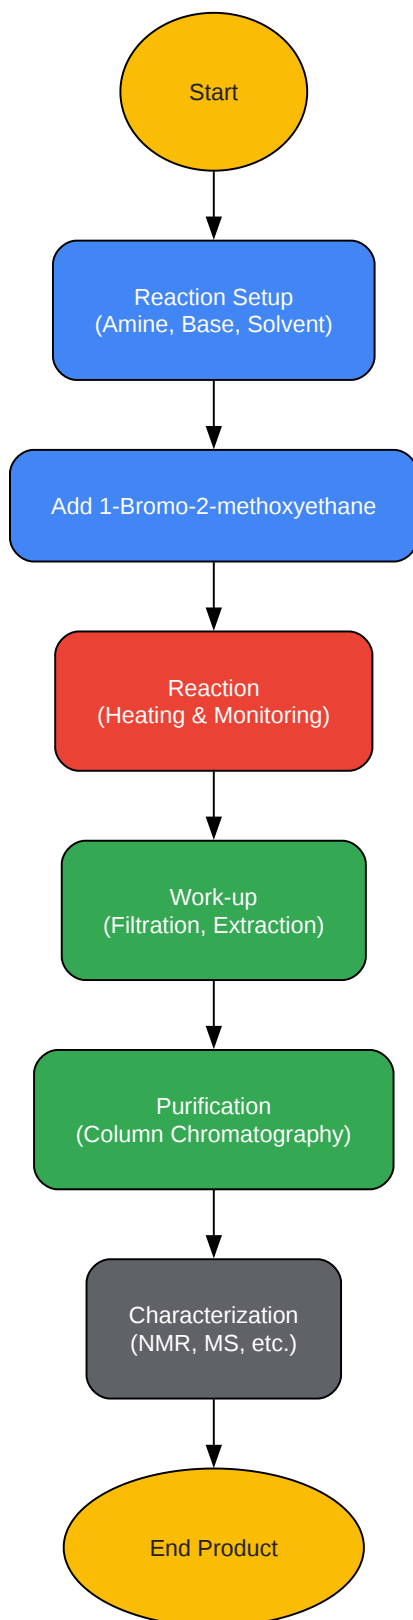 Start
Reaction Setup
(Amine, Base, Solvent)
Add 1-Bromo-2-methoxyethane
Reaction
(Heating & Monitoring)
Work-up
(Filtration, Extraction)
Purification
(Column Chromatography)
Characterization
(NMR, MS, etc.)
End Product